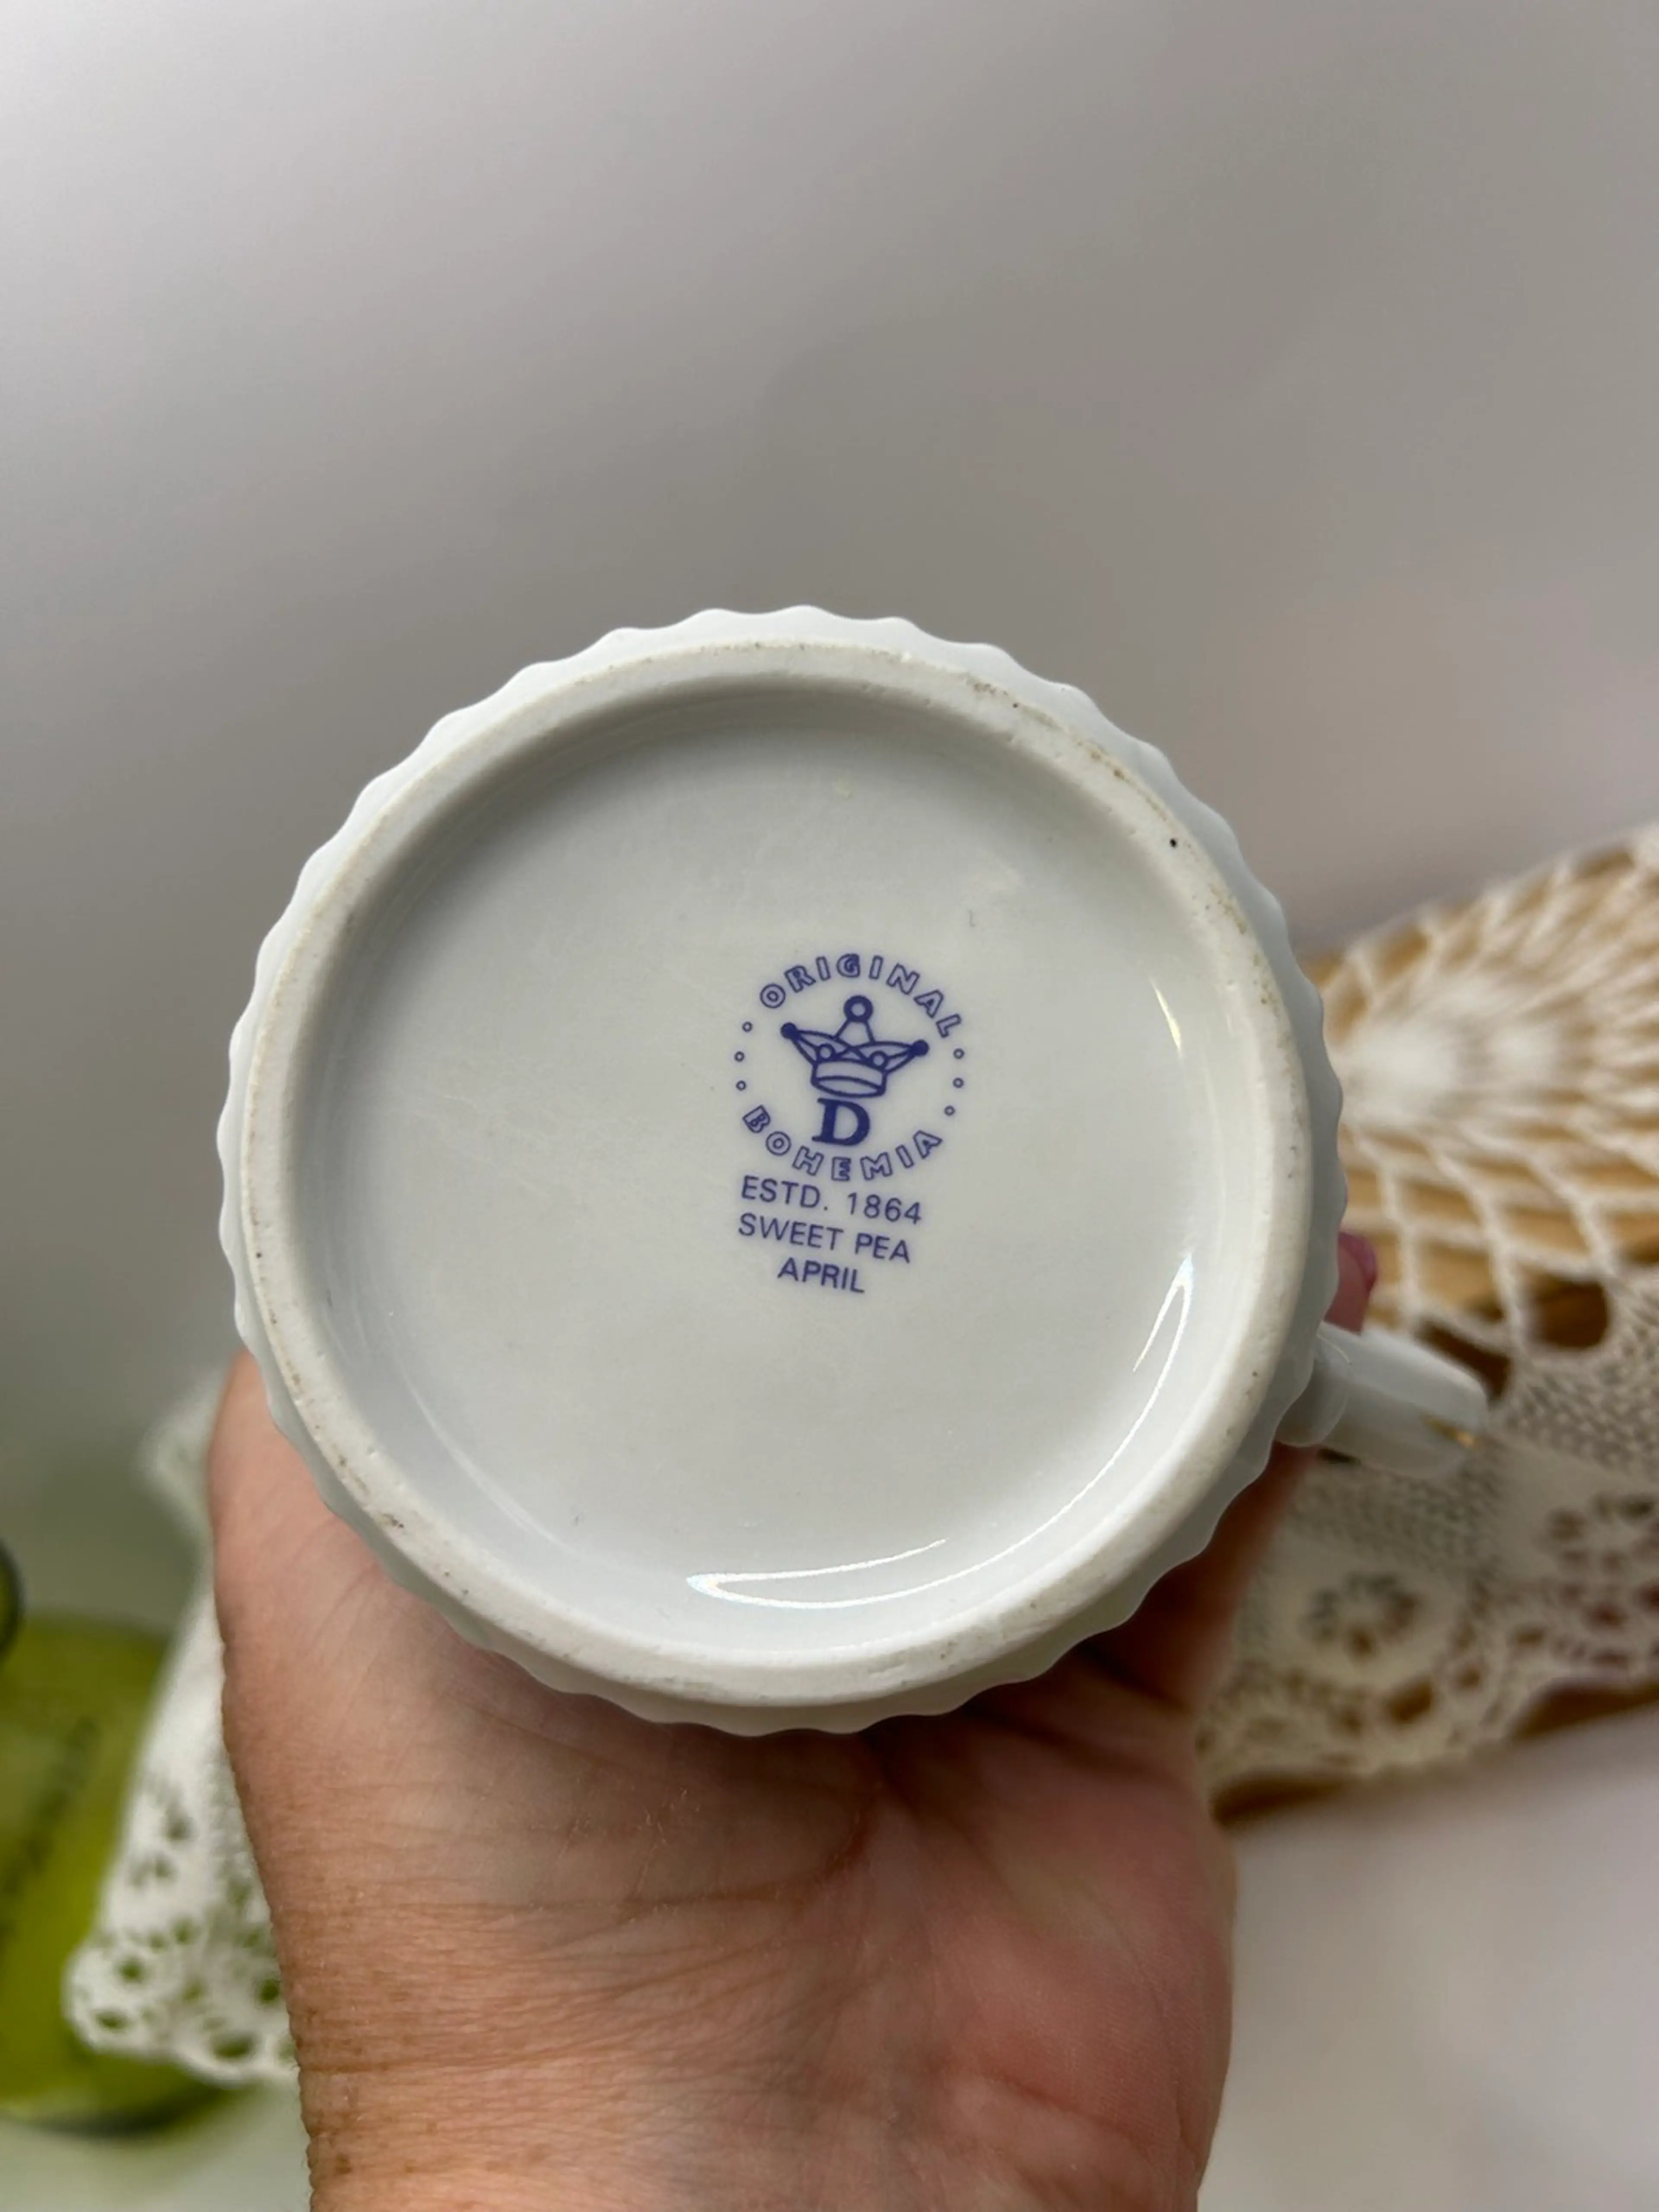 ORIGINAL
D
BOHEMIA
ESTD. 1864
SWEET PEA
APRIL